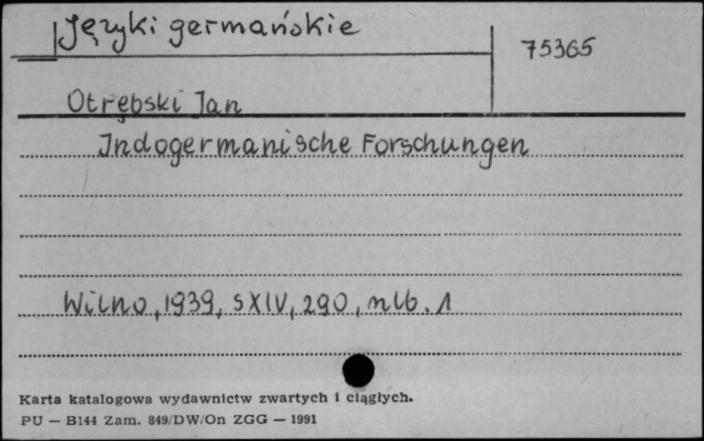 Języki germańskie
75365
Otrębski Jan
Indogermanische Forschungen
Wilno, 1939, s XIV, 290, nlb. 1
Karta katalogowa wydawnictw zwartych i ciągłych.
PU — B144 Zam. 849/DW/On ZGG — 1991